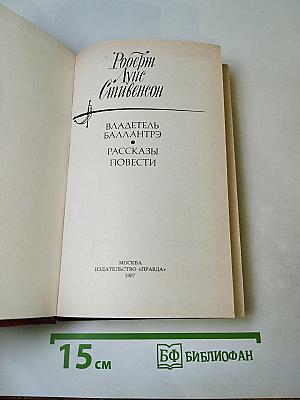 Роберт
Луис
Стивенсон
ВЛАДЕТЕЛЬ
БАЛЛАНТРЭ
•
РАССКАЗЫ
ПОВЕСТИ
МОСКВА
ИЗДАТЕЛЬСТВО «ПРАВДА»
1987
15 см
БФ БИБЛИОФАН